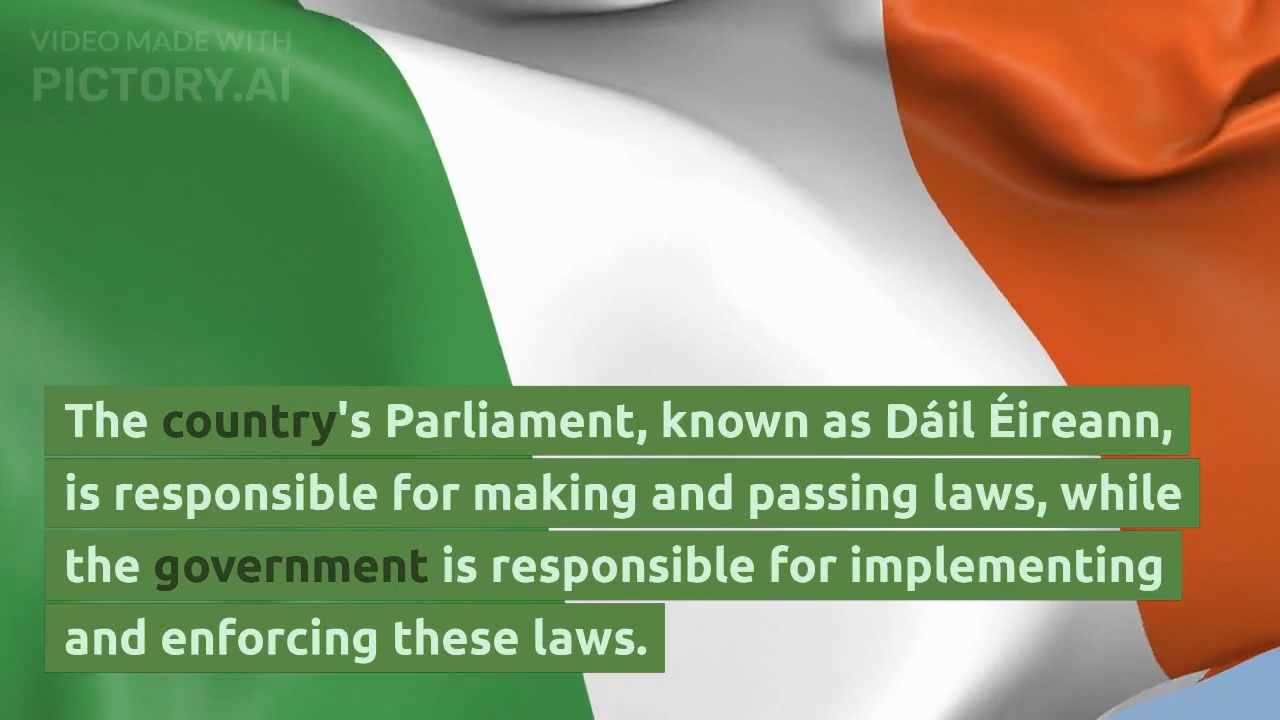 VIDEO MADE WITH
PICTORY.AI
The country's Parliament, known as Dáil Éireann,
is responsible for making and passing laws, while
the government is responsible for implementing
and enforcing these laws.